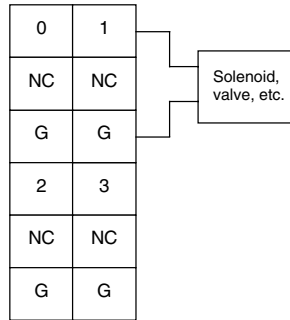 0 1
NC NC
G G
2 3
NC NC
G G
Solenoid,
valve, etc.